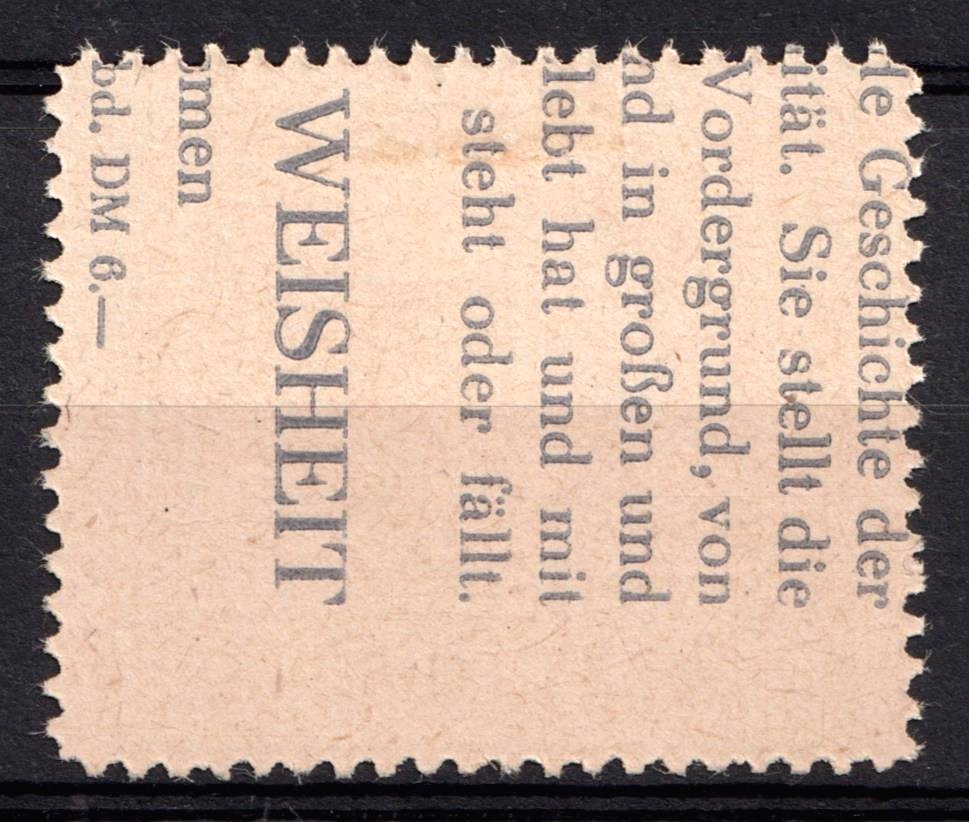 de Geschichte der
ität. Sie stellt die
Vordergrund, von
nd in großen und
lebt hat und mit
steht oder fällt.
WEISHEIT
men
bd. DM 6.—